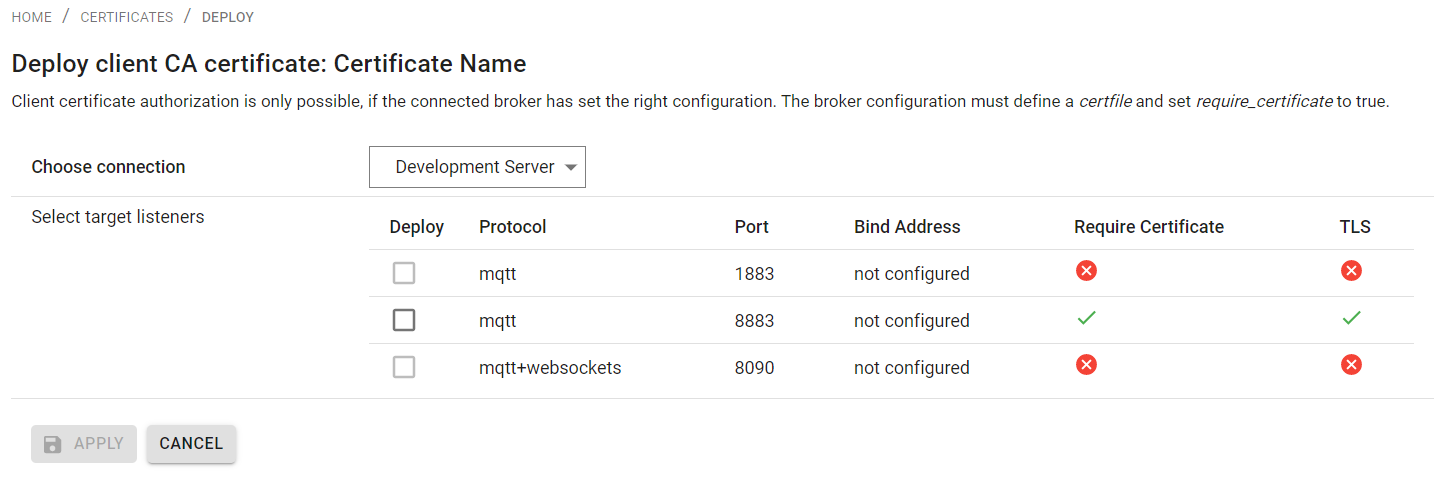 HOME / CERTIFICATES / DEPLOY
Deploy client CA certificate: Certificate Name
Client certificate authorization is only possible, if the connected broker has set the right configuration. The broker configuration must define a certfile and set require_certificate to true.
Choose connection Development Server
Select target listeners
Deploy Protocol Port Bind Address Require Certificate TLS
mqtt 1883 not configured
mqtt 8883 not configured
mqtt+websockets 8090 not configured
APPLY CANCEL